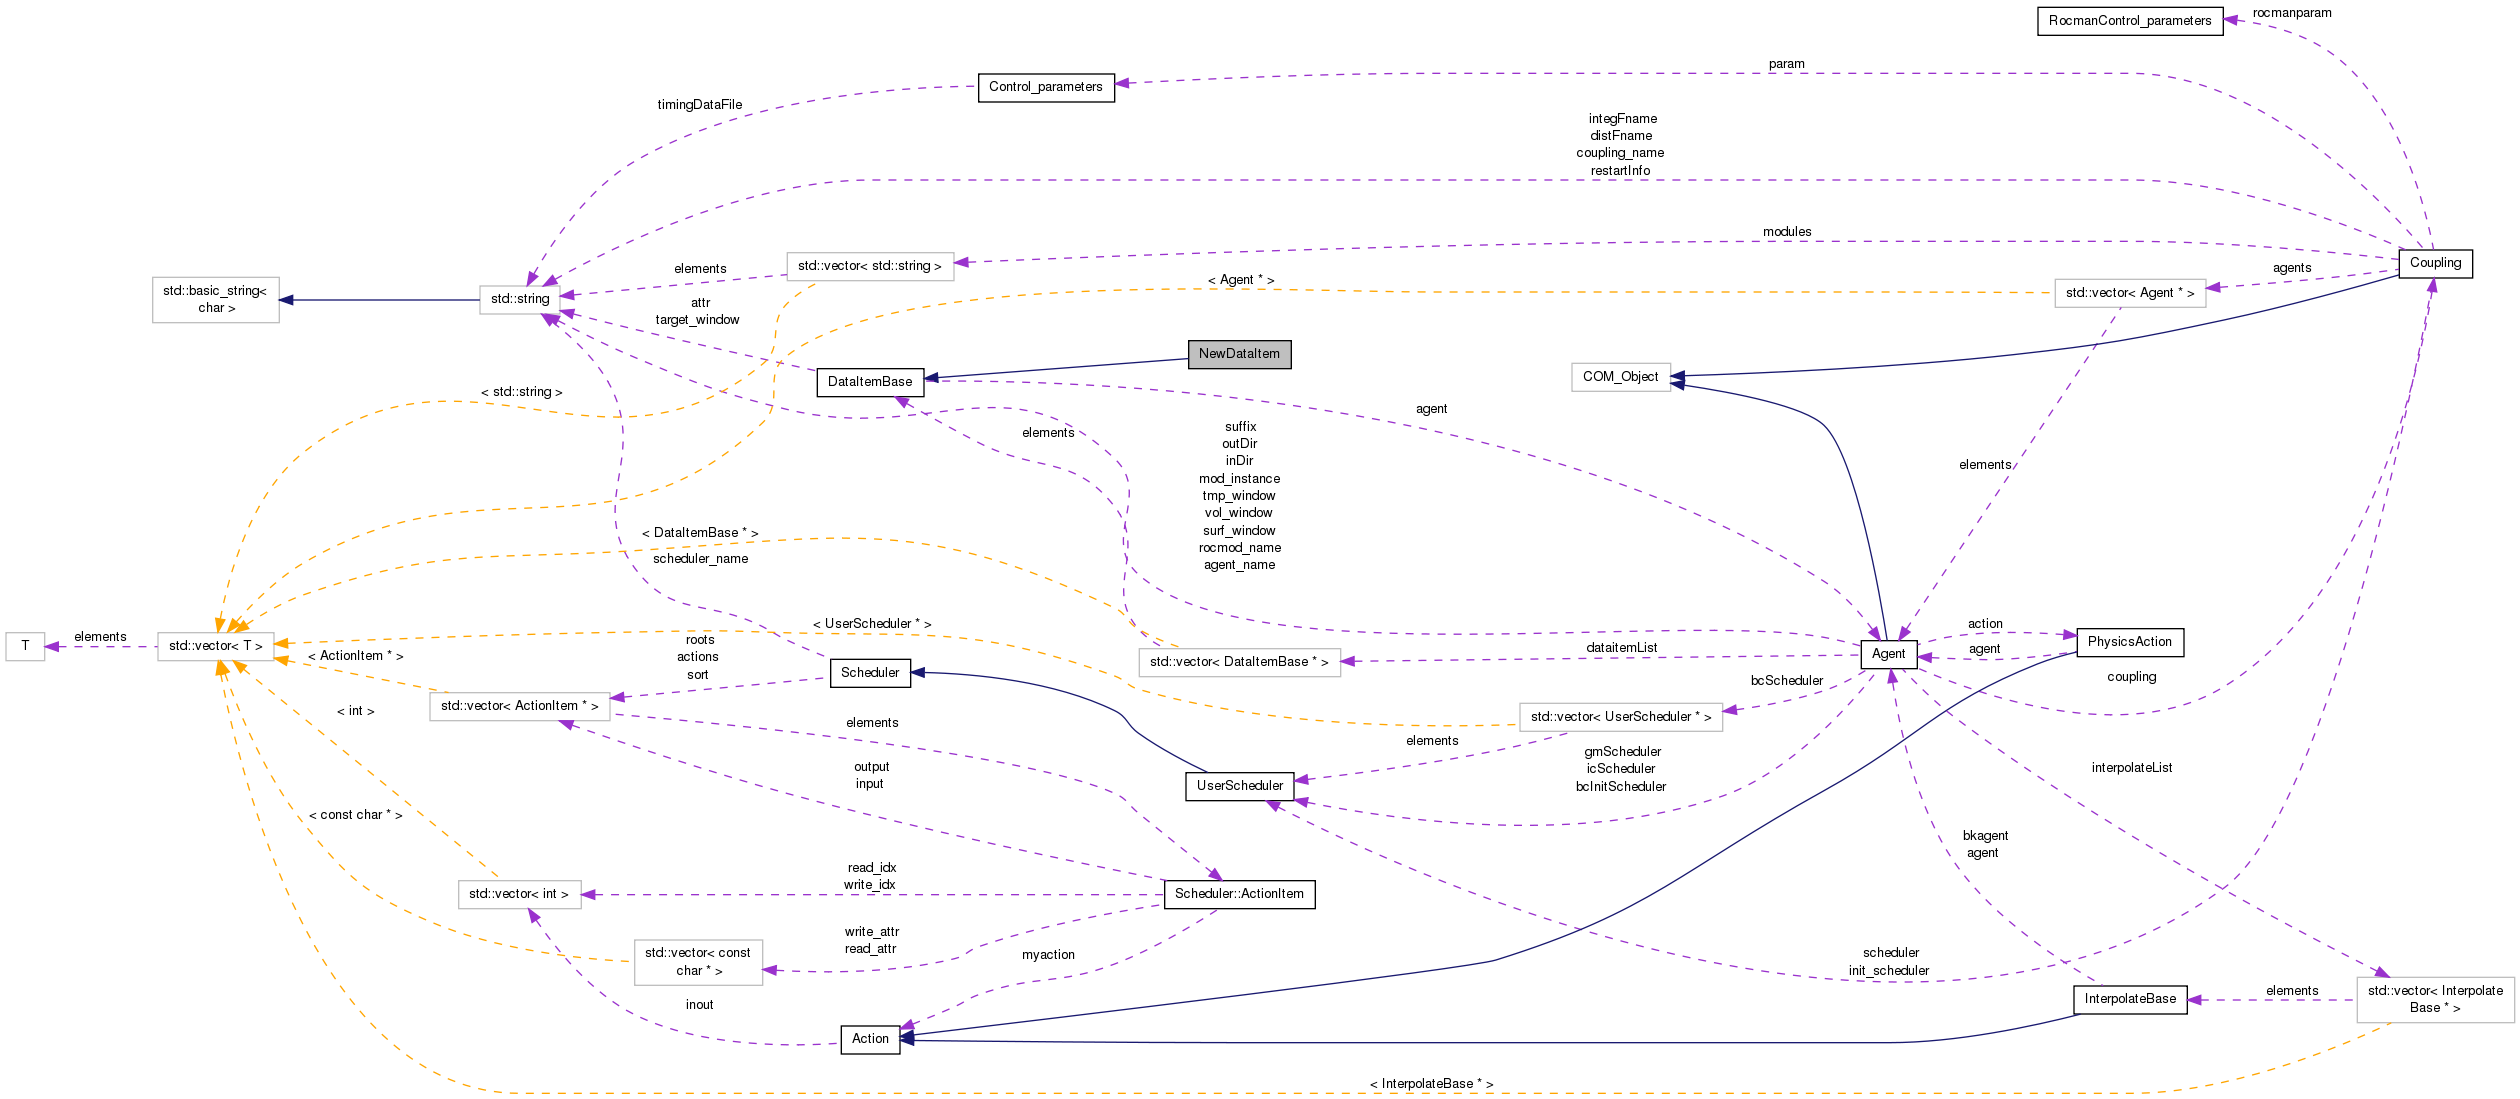 RocmanControl_parameters
rocmanparam
param
Control_parameters
timingDataFile
integFname
distFname
coupling_name
restartInfo
modules
Coupling
std::vector< std::string >
elements
agents
< Agent * >
std::vector< Agent * >
std::basic_string<
char >
std::string
attr
target_window
NewDataItem
COM_Object
DataItemBase
< std::string >
agent
elements
suffix
outDir
inDir
mod_instance
tmp_window
vol_window
surf_window
rocmod_name
agent_name
elements
< DataItemBase * >
scheduler_name
< UserScheduler * >
action
T
elements
std::vector< T >
roots
actions
sort
< ActionItem * >
Scheduler
std::vector< DataItemBase * >
dataitemList
Agent
agent
PhysicsAction
coupling
bcScheduler
std::vector< ActionItem * >
< int >
elements
std::vector< UserScheduler * >
elements
gmScheduler
icScheduler
bcInitScheduler
interpolateList
output
input
UserScheduler
< const char * >
bkagent
agent
read_idx
write_idx
std::vector< int >
Scheduler::ActionItem
write_attr
read_attr
std::vector< const
char * >
myaction
scheduler
init_scheduler
inout
InterpolateBase
elements
std::vector< Interpolate
Base * >
Action
< InterpolateBase * >